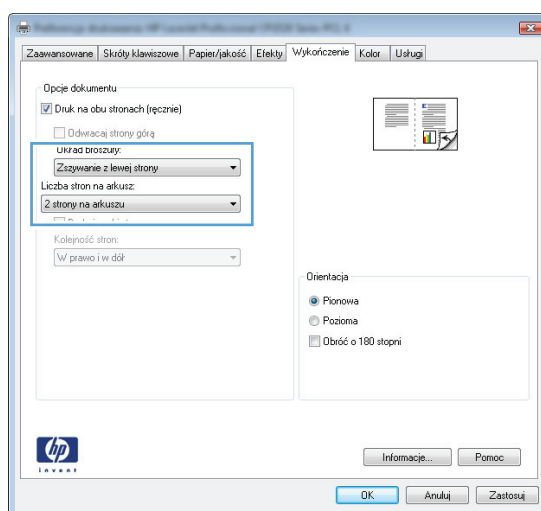 Zaawansowane Skróty klawiszowe Papier/jakość Efekty Wykończenie Kolor Usługi
Opcje dokumentu
Druk na obu stronach (ręcznie)
Odwracaj strony górą
Układ broszury:
Zszywanie z lewej strony
Liczba stron na arkusz:
2 strony na arkuszu
Kolejność stron:
W prawo i w dół
Orientacja
Pionowa
Pozioma
Obróć o 180 stopni
hp
invent
Informacje... Pomoc
OK Anuluj Zastosuj